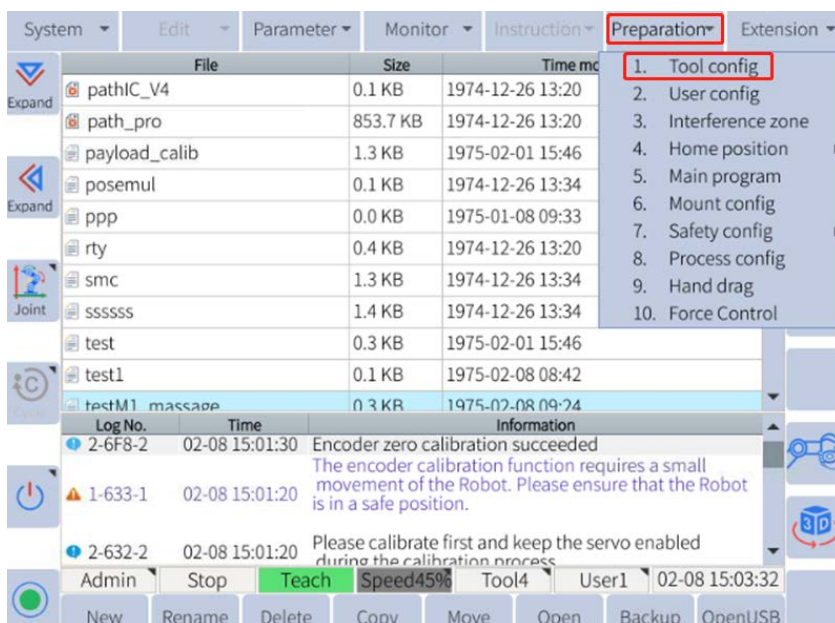 System Edit Parameter Monitor Instruction Preparation Extension
File Size Time mo
1. Tool config
2. User config
3. Interference zone
4. Home position
5. Main program
6. Mount config
7. Safety config
8. Process config
9. Hand drag
10. Force Control
Expand
Expand
Joint
pathIC_V4 0.1 KB 1974-12-26 13:20
path_pro 853.7 KB 1974-12-26 13:20
payload_calib 1.3 KB 1975-02-01 15:46
posemul 0.1 KB 1974-12-26 13:34
ppp 0.0 KB 1975-01-08 09:33
rty 0.4 KB 1974-12-26 13:20
smc 1.3 KB 1974-12-26 13:34
ssssss 1.4 KB 1974-12-26 13:34
test 0.3 KB 1975-02-01 15:46
test1 0.1 KB 1975-02-08 08:42
testM1_massage 0.3 KB 1975-02-08 09:24
Cycle
Log No. Time Information
2-6F8-2 02-08 15:01:30 Encoder zero calibration succeeded
1-633-1 02-08 15:01:20 The encoder calibration function requires a small
movement of the Robot. Please ensure that the Robot
is in a safe position.
2-632-2 02-08 15:01:20 Please calibrate first and keep the servo enabled
during the calibration process
3D
Admin Stop Teach Speed45% Tool4 User1 02-08 15:03:32
New Rename Delete Copy Move Open Backup OpenUSB